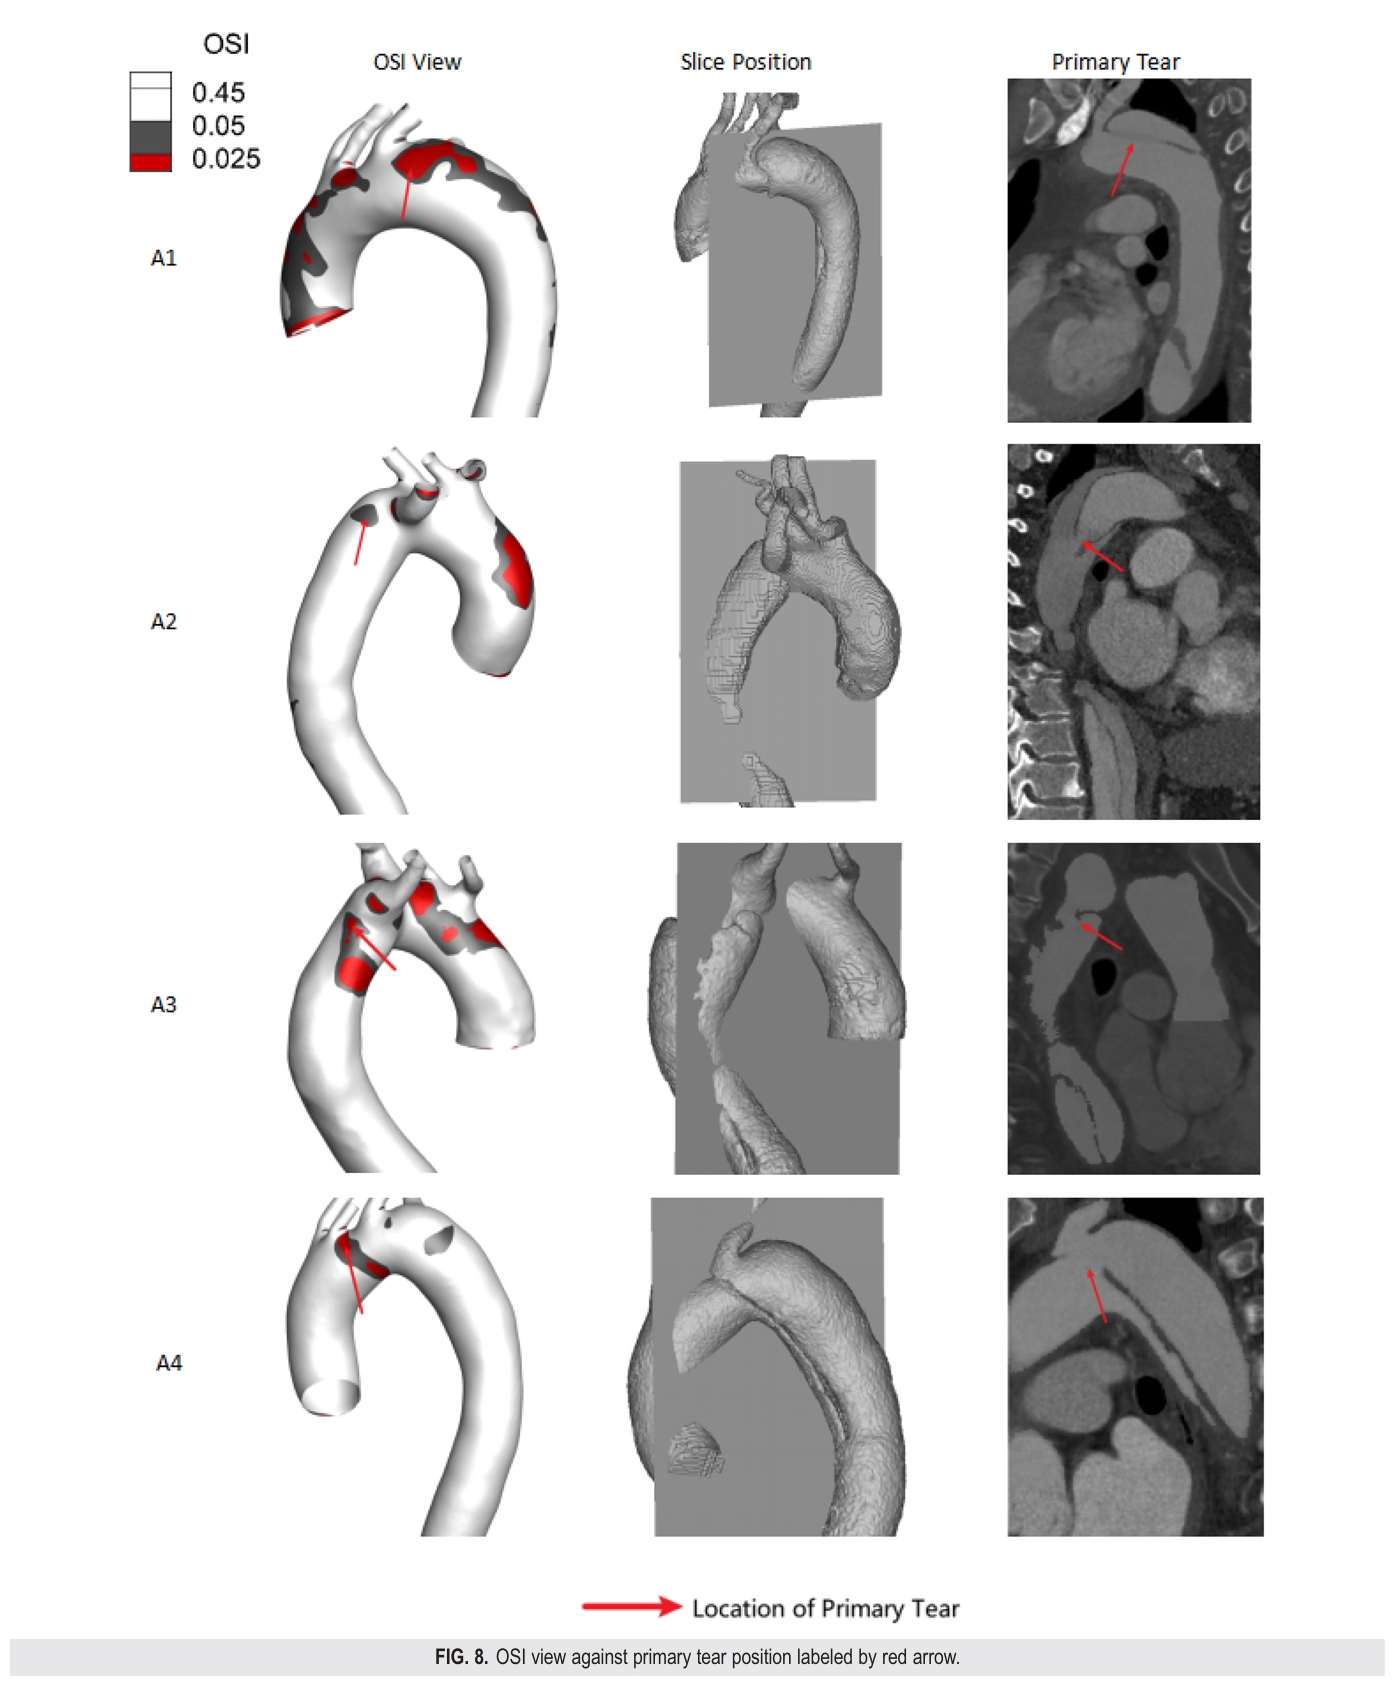 OSI
0.45
0.05
0.025
OSI View
Slice Position
Primary Tear
A1
A2
A3
A4
Location of Primary Tear
FIG. 8. OSI view against primary tear position labeled by red arrow.